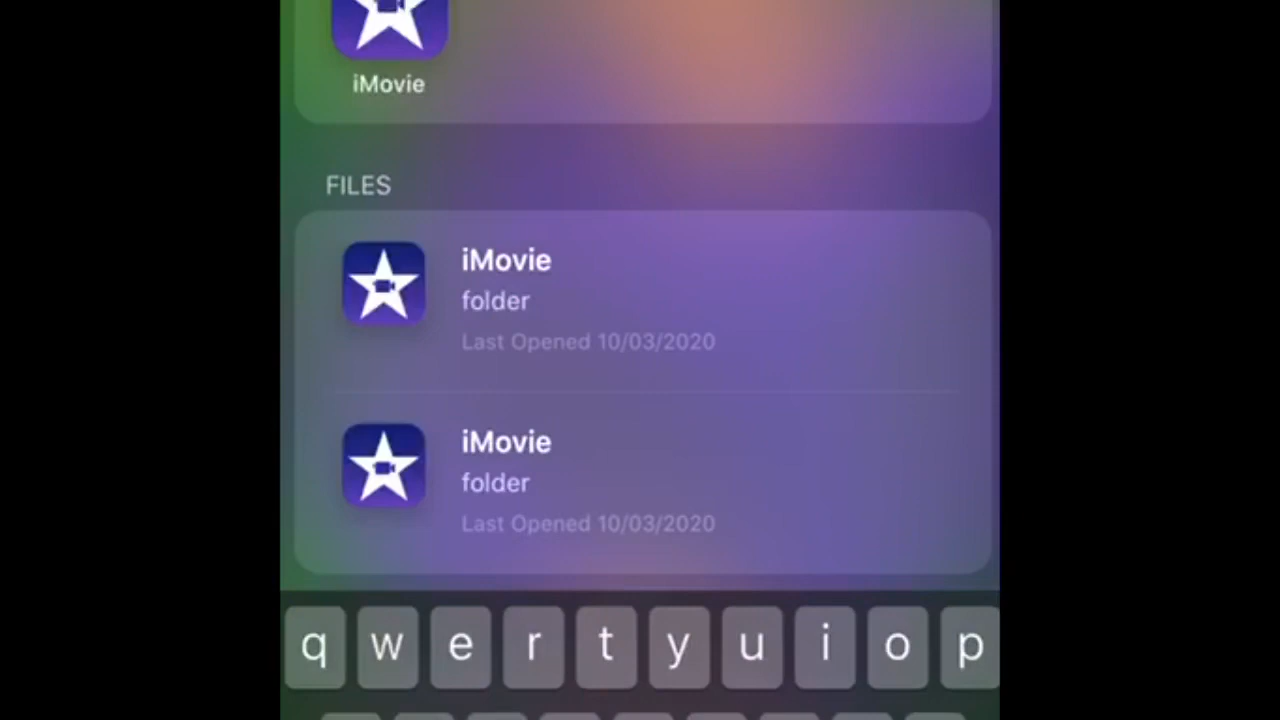 iMovie
FILES
iMovie
folder
Last Opened 10/03/2020
iMovie
folder
Last Opened 10/03/2020
q w e r t y u i o p